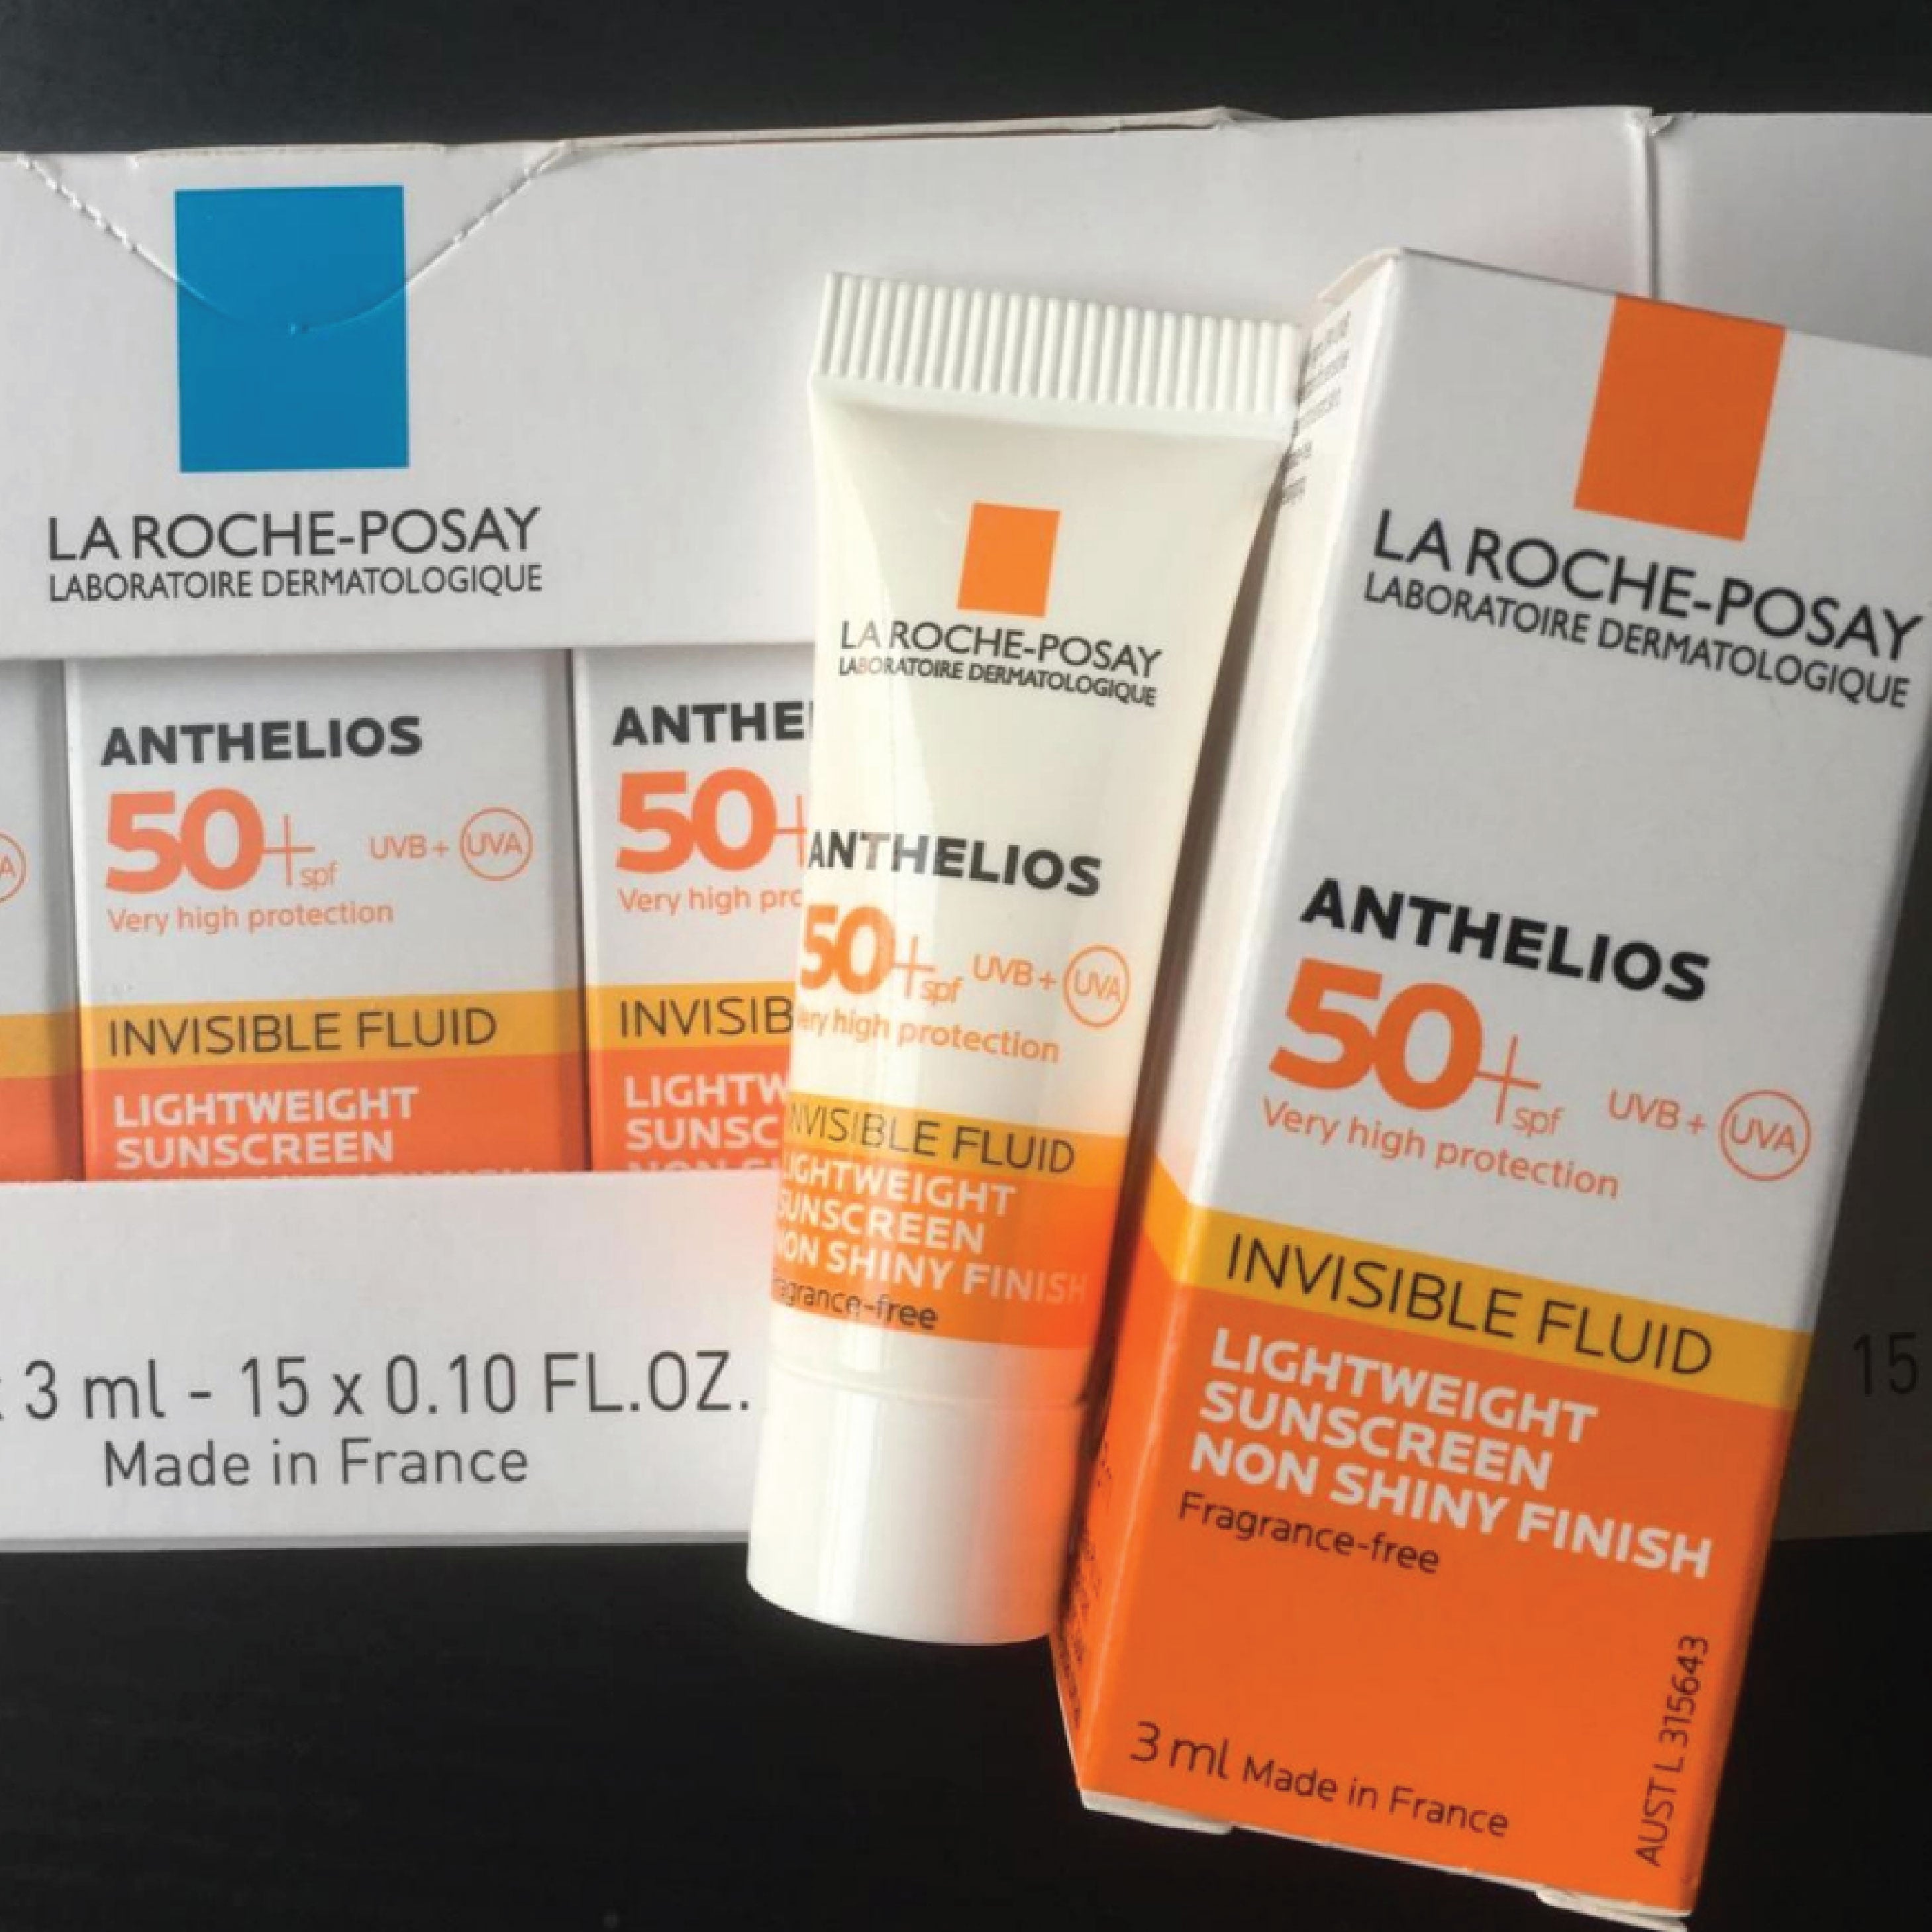 LA ROCHE-POSAY
LABORATOIRE DERMATOLOGIQUE
ANTHELIOS
50+ spf UVB + UVA
Very high protection
INVISIBLE FLUID
LIGHTWEIGHT
SUNSCREEN
ANTHE
50+
Very high pro
INVISIB
LIGHTW
SUNSC
3 ml - 15 x 0.10 FL.OZ.
Made in France
LA ROCHE-POSAY
LABORATOIRE DERMATOLOGIQUE
ANTHELIOS
50+ spf UVB + UVA
Very high protection
INVISIBLE FLUID
LIGHTWEIGHT
SUNSCREEN
NON SHINY FINISH
Fragrance-free
LA ROCHE-POSAY
LABORATOIRE DERMATOLOGIQUE
ANTHELIOS
50+ spf UVB + UVA
Very high protection
INVISIBLE FLUID
LIGHTWEIGHT
SUNSCREEN
NON SHINY FINISH
Fragrance-free
3 ml Made in France
AUST L 315643
15